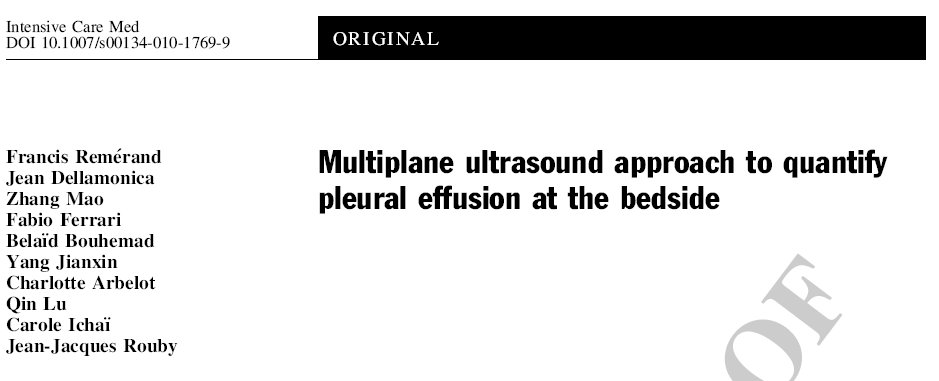 Intensive Care Med
DOI 10.1007/s00134-010-1769-9
ORIGINAL
Francis Remérand
Jean Dellamonica
Zhang Mao
Fabio Ferrari
Belaïd Bouhemad
Yang Jianxin
Charlotte Arbelot
Qin Lu
Carole Ichaï
Jean-Jacques Rouby
Multiplane ultrasound approach to quantify
pleural effusion at the bedside
OF